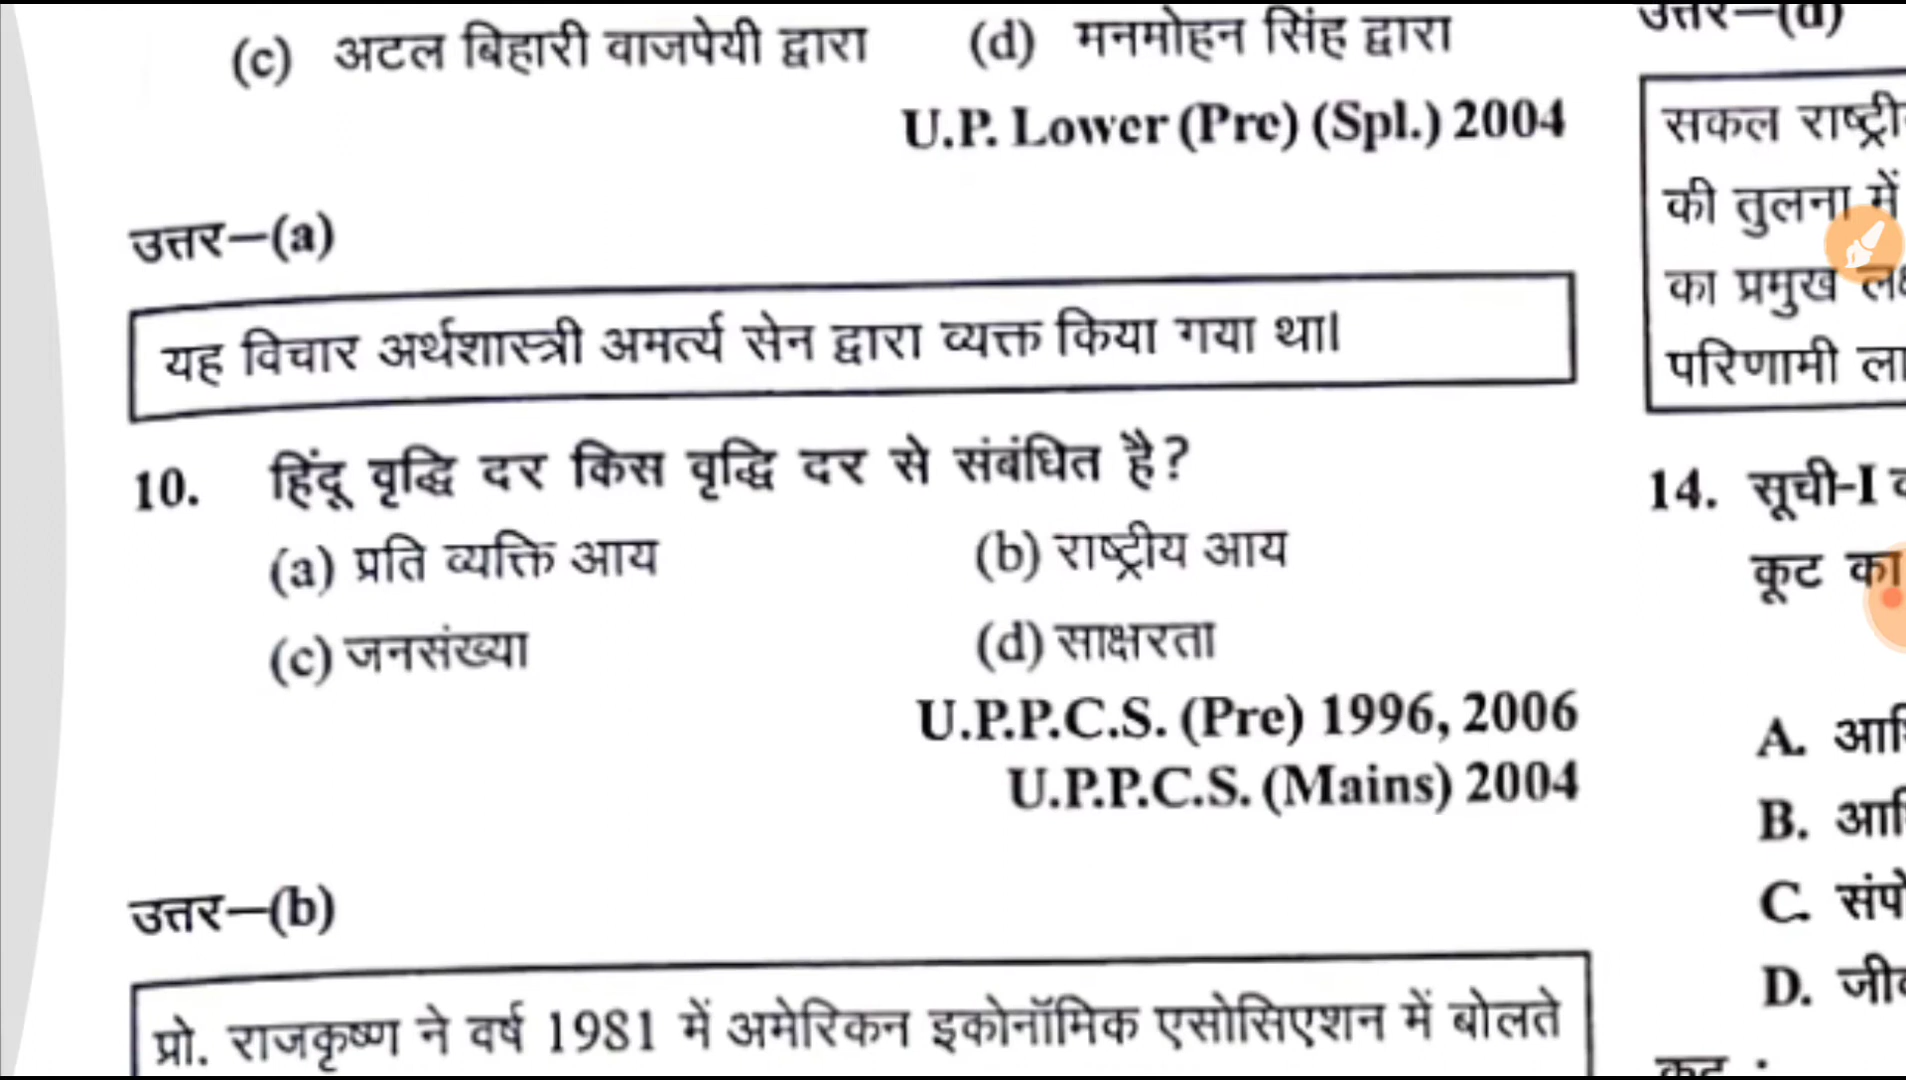 (c) अटल बिहारी वाजपेयी द्वारा (d) मनमोहन सिंह द्वारा
U.P. Lower (Pre) (Spl.) 2004
उत्तर–(a)
यह विचार अर्थशास्त्री अमर्त्य सेन द्वारा व्यक्त किया गया था।
10. हिंदू वृद्धि दर किस वृद्धि दर से संबंधित है?
(a) प्रति व्यक्ति आय (b) राष्ट्रीय आय
(c) जनसंख्या (d) साक्षरता
U.P.P.C.S. (Pre) 1996, 2006
U.P.P.C.S. (Mains) 2004
उत्तर–(b)
प्रो. राजकृष्ण ने वर्ष 1981 में अमेरिकन इकोनॉमिक एसोसिएशन में बोलते
उत्तर–(d)
सकल
की तुलना में
का प्रमुख
परिणामी
14. सूची-I
कूट का
A.
B.
C.
D.